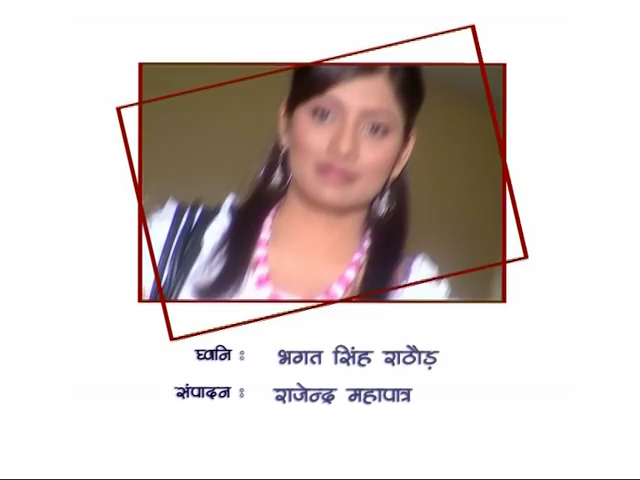 ध्वनि : भगत सिंह राठौड़
संपादन : राजेन्द्र महापात्र